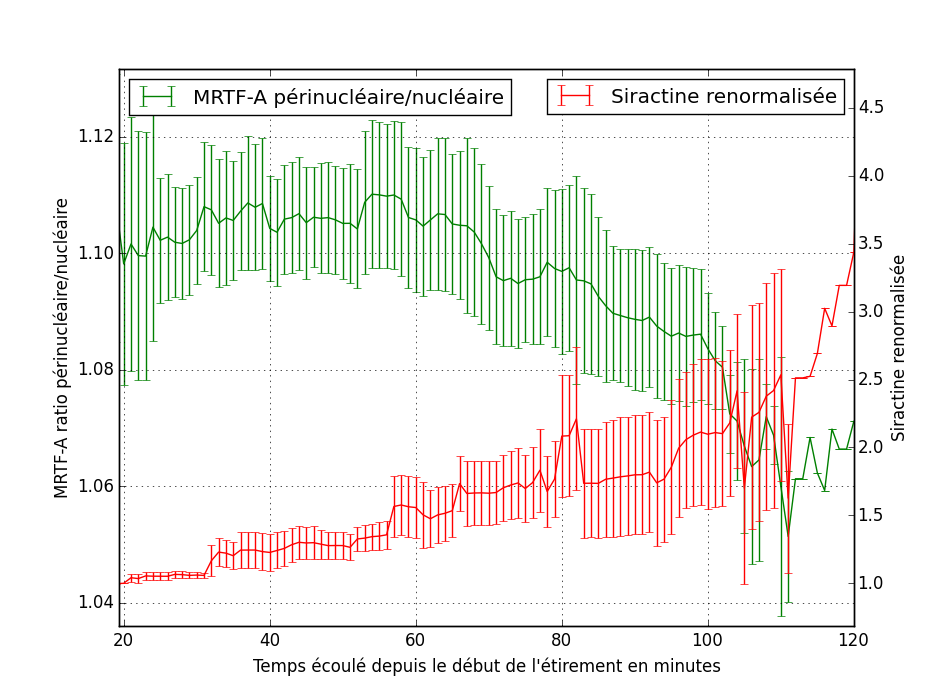 MRTF-A périnucléaire/nucléaire
Siractine renormalisée
1.12
1.10
1.08
1.06
1.04
4.5
4.0
3.5
3.0
2.5
2.0
1.5
1.0
20 40 60 80 100 120
MRTF-A ratio périnucléaire/nucléaire
Siractine renormalisée
Temps écoulé depuis le début de l'étirement en minutes